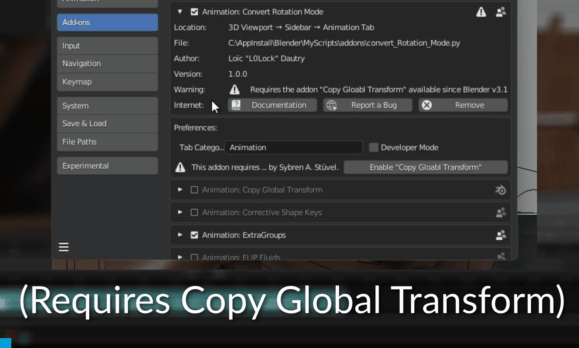 Animation: Convert Rotation Mode
Add-ons
Location: 3D Viewport → Sidebar → Animation Tab
Input
File: C:\AppInstall\Blender\MyScripts\addons\convert_Rotation_Mode.py
Navigation
Author: Loïc "L0Lock" Dautry
Keymap
Version: 1.0.0
Warning: Requires the addon "Copy Gloabl Transform" available since Blender v3.1
System
Internet: Documentation Report a Bug Remove
Save & Load
Preferences:
File Paths
Tab Catego... Animation Developer Mode
Experimental
This addon requires ... by Sybren A. Stüvel. Enable "Copy Gloabl Transform"
Animation: Copy Global Transform
Animation: Corrective Shape Keys
Animation: ExtraGroups
Animation: FLIP Fluids
(Requires Copy Global Transform)